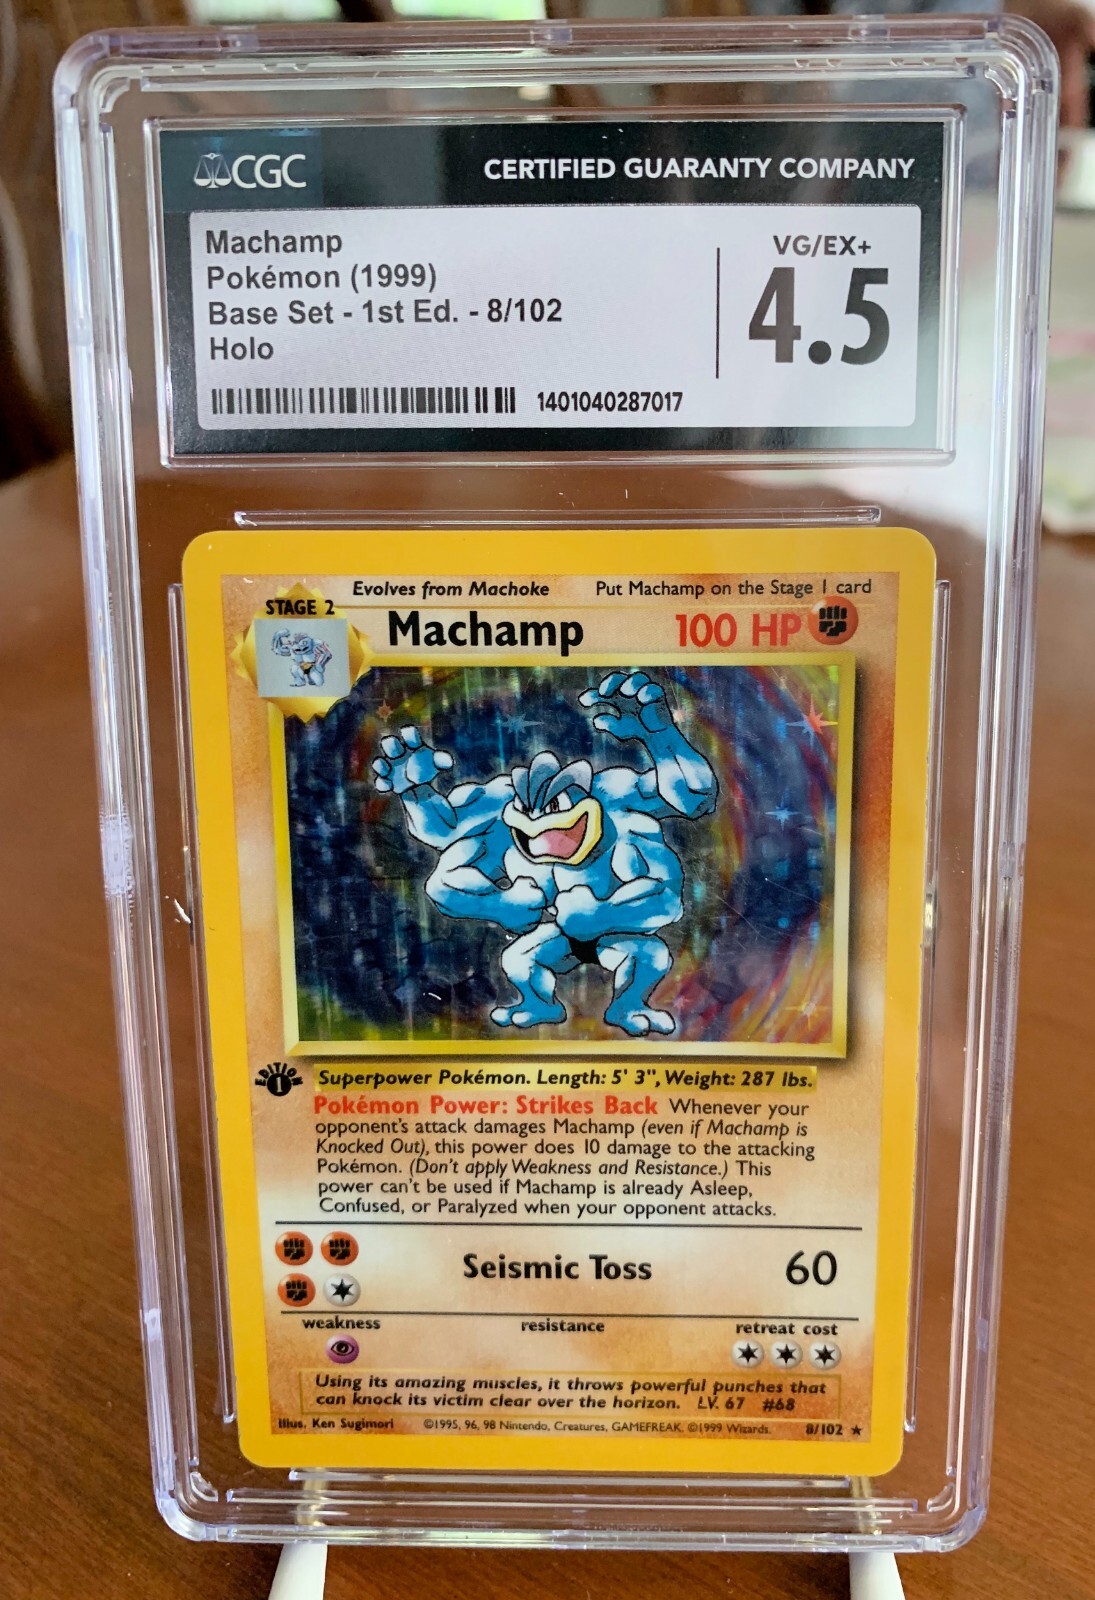 CGC
CERTIFIED GUARANTY COMPANY
Machamp
Pokémon (1999)
Base Set - 1st Ed. - 8/102
Holo
VG/EX+
4.5
1401040287017
Evolves from Machoke
Put Machamp on the Stage 1 card
STAGE 2
Machamp
100 HP
EDITION
1
Superpower Pokémon. Length: 5' 3", Weight: 287 lbs.
Pokémon Power: Strikes Back Whenever your
opponent's attack damages Machamp (even if Machamp is
Knocked Out), this power does 10 damage to the attacking
Pokémon. (Don't apply Weakness and Resistance.) This
power can't be used if Machamp is already Asleep,
Confused, or Paralyzed when your opponent attacks.
Seismic Toss
60
weakness
resistance
retreat cost
Using its amazing muscles, it throws powerful punches that
can knock its victim clear over the horizon. LV. 67 #68
Illus. Ken Sugimori
©1995, 96, 98 Nintendo, Creatures, GAMEFREAK. ©1999 Wizards.
8/102 ★